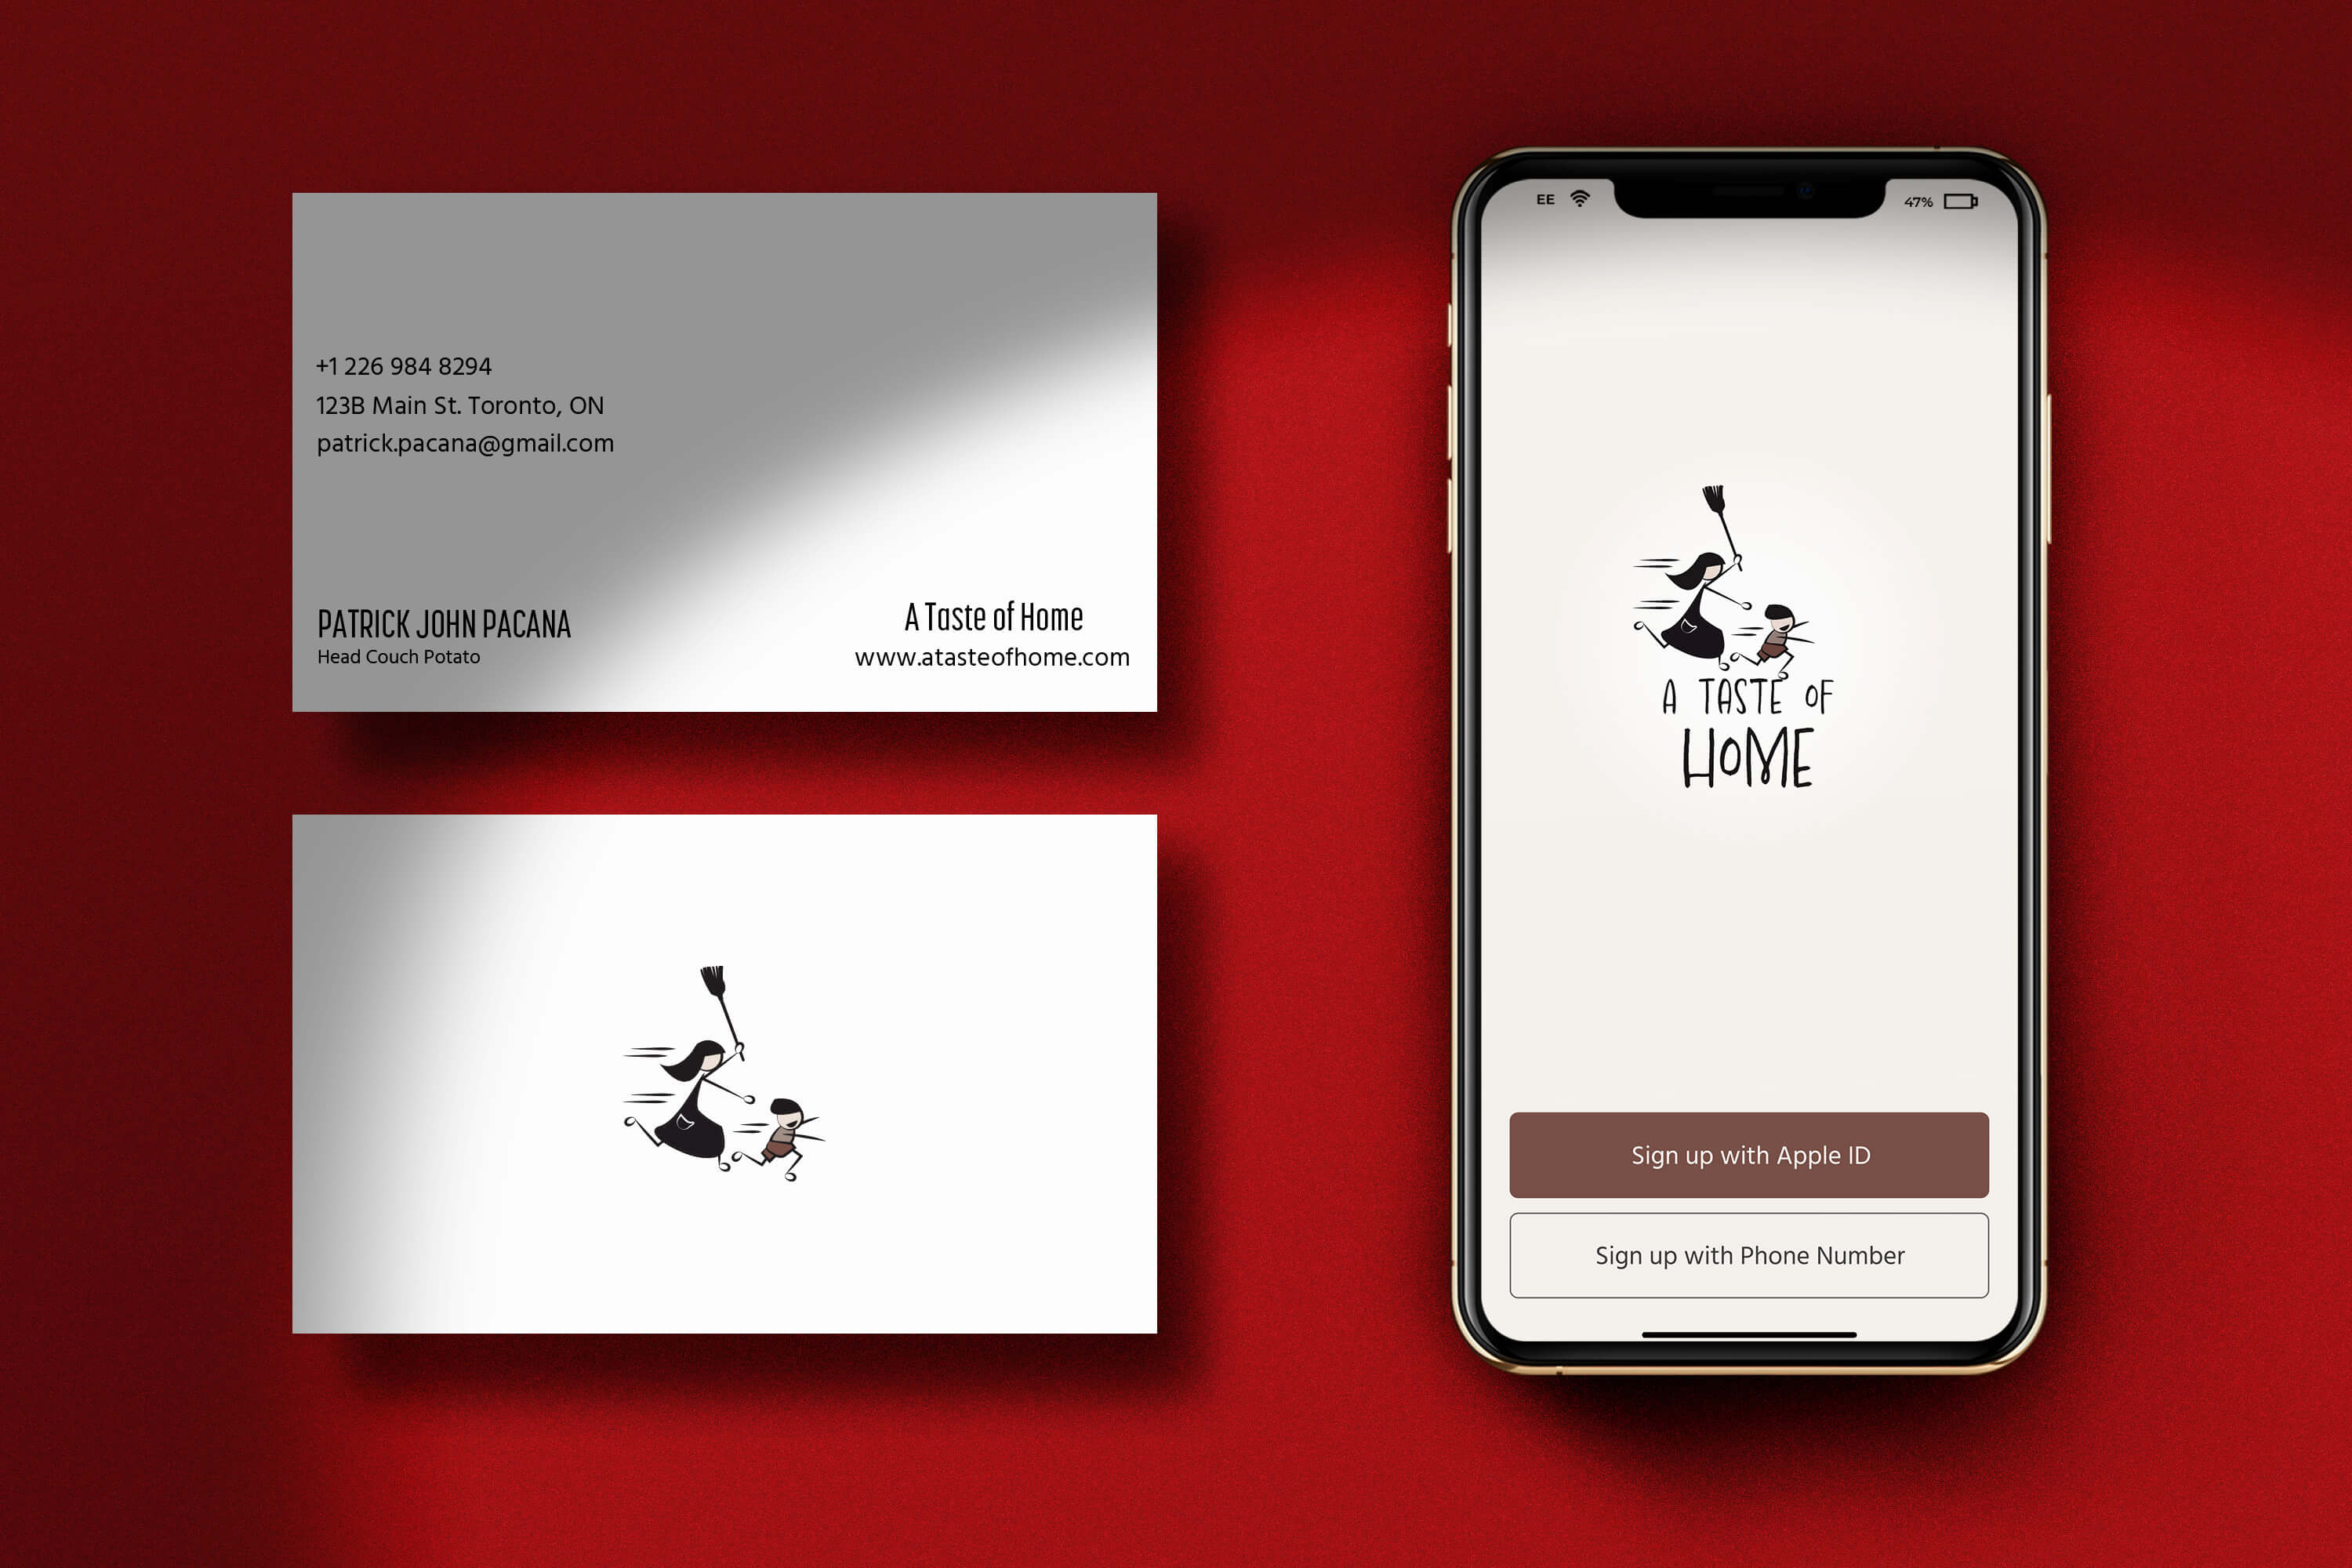 +1 226 984 8294
123B Main St. Toronto, ON
patrick.pacana@gmail.com
PATRICK JOHN PACANA
Head Couch Potato
A Taste of Home
www.atasteofhome.com
EE
47%
A TASTE OF
HOME
Sign up with Apple ID
Sign up with Phone Number